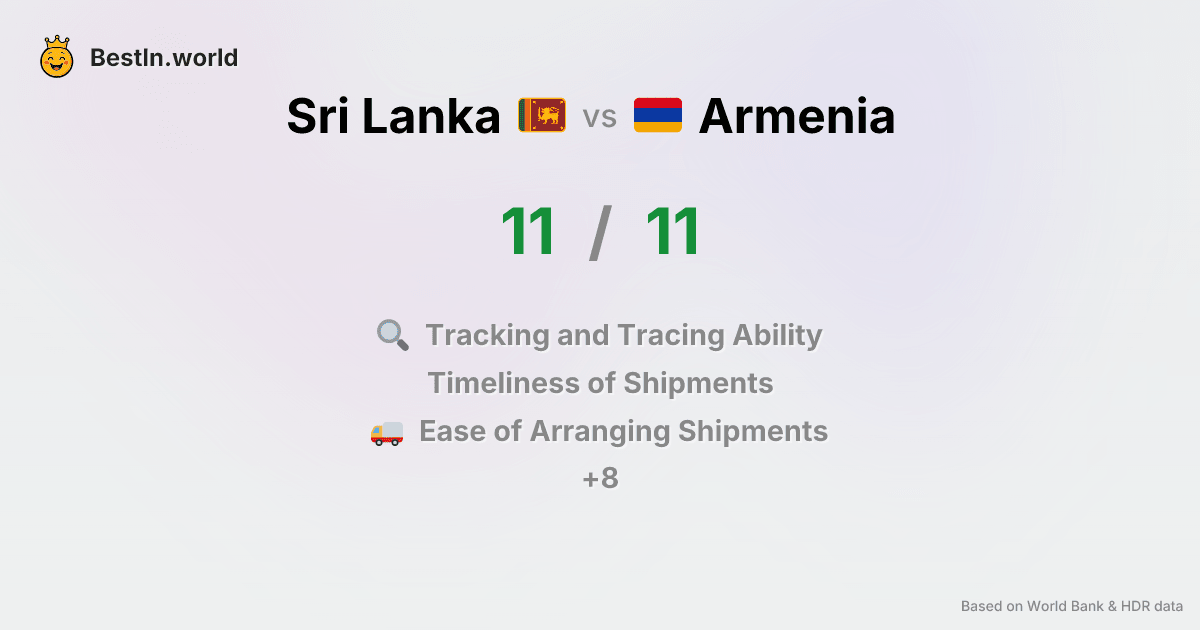 BestIn.world
Sri Lanka vs Armenia
11 / 11
Tracking and Tracing Ability
Timeliness of Shipments
Ease of Arranging Shipments
+8
Based on World Bank & HDR data